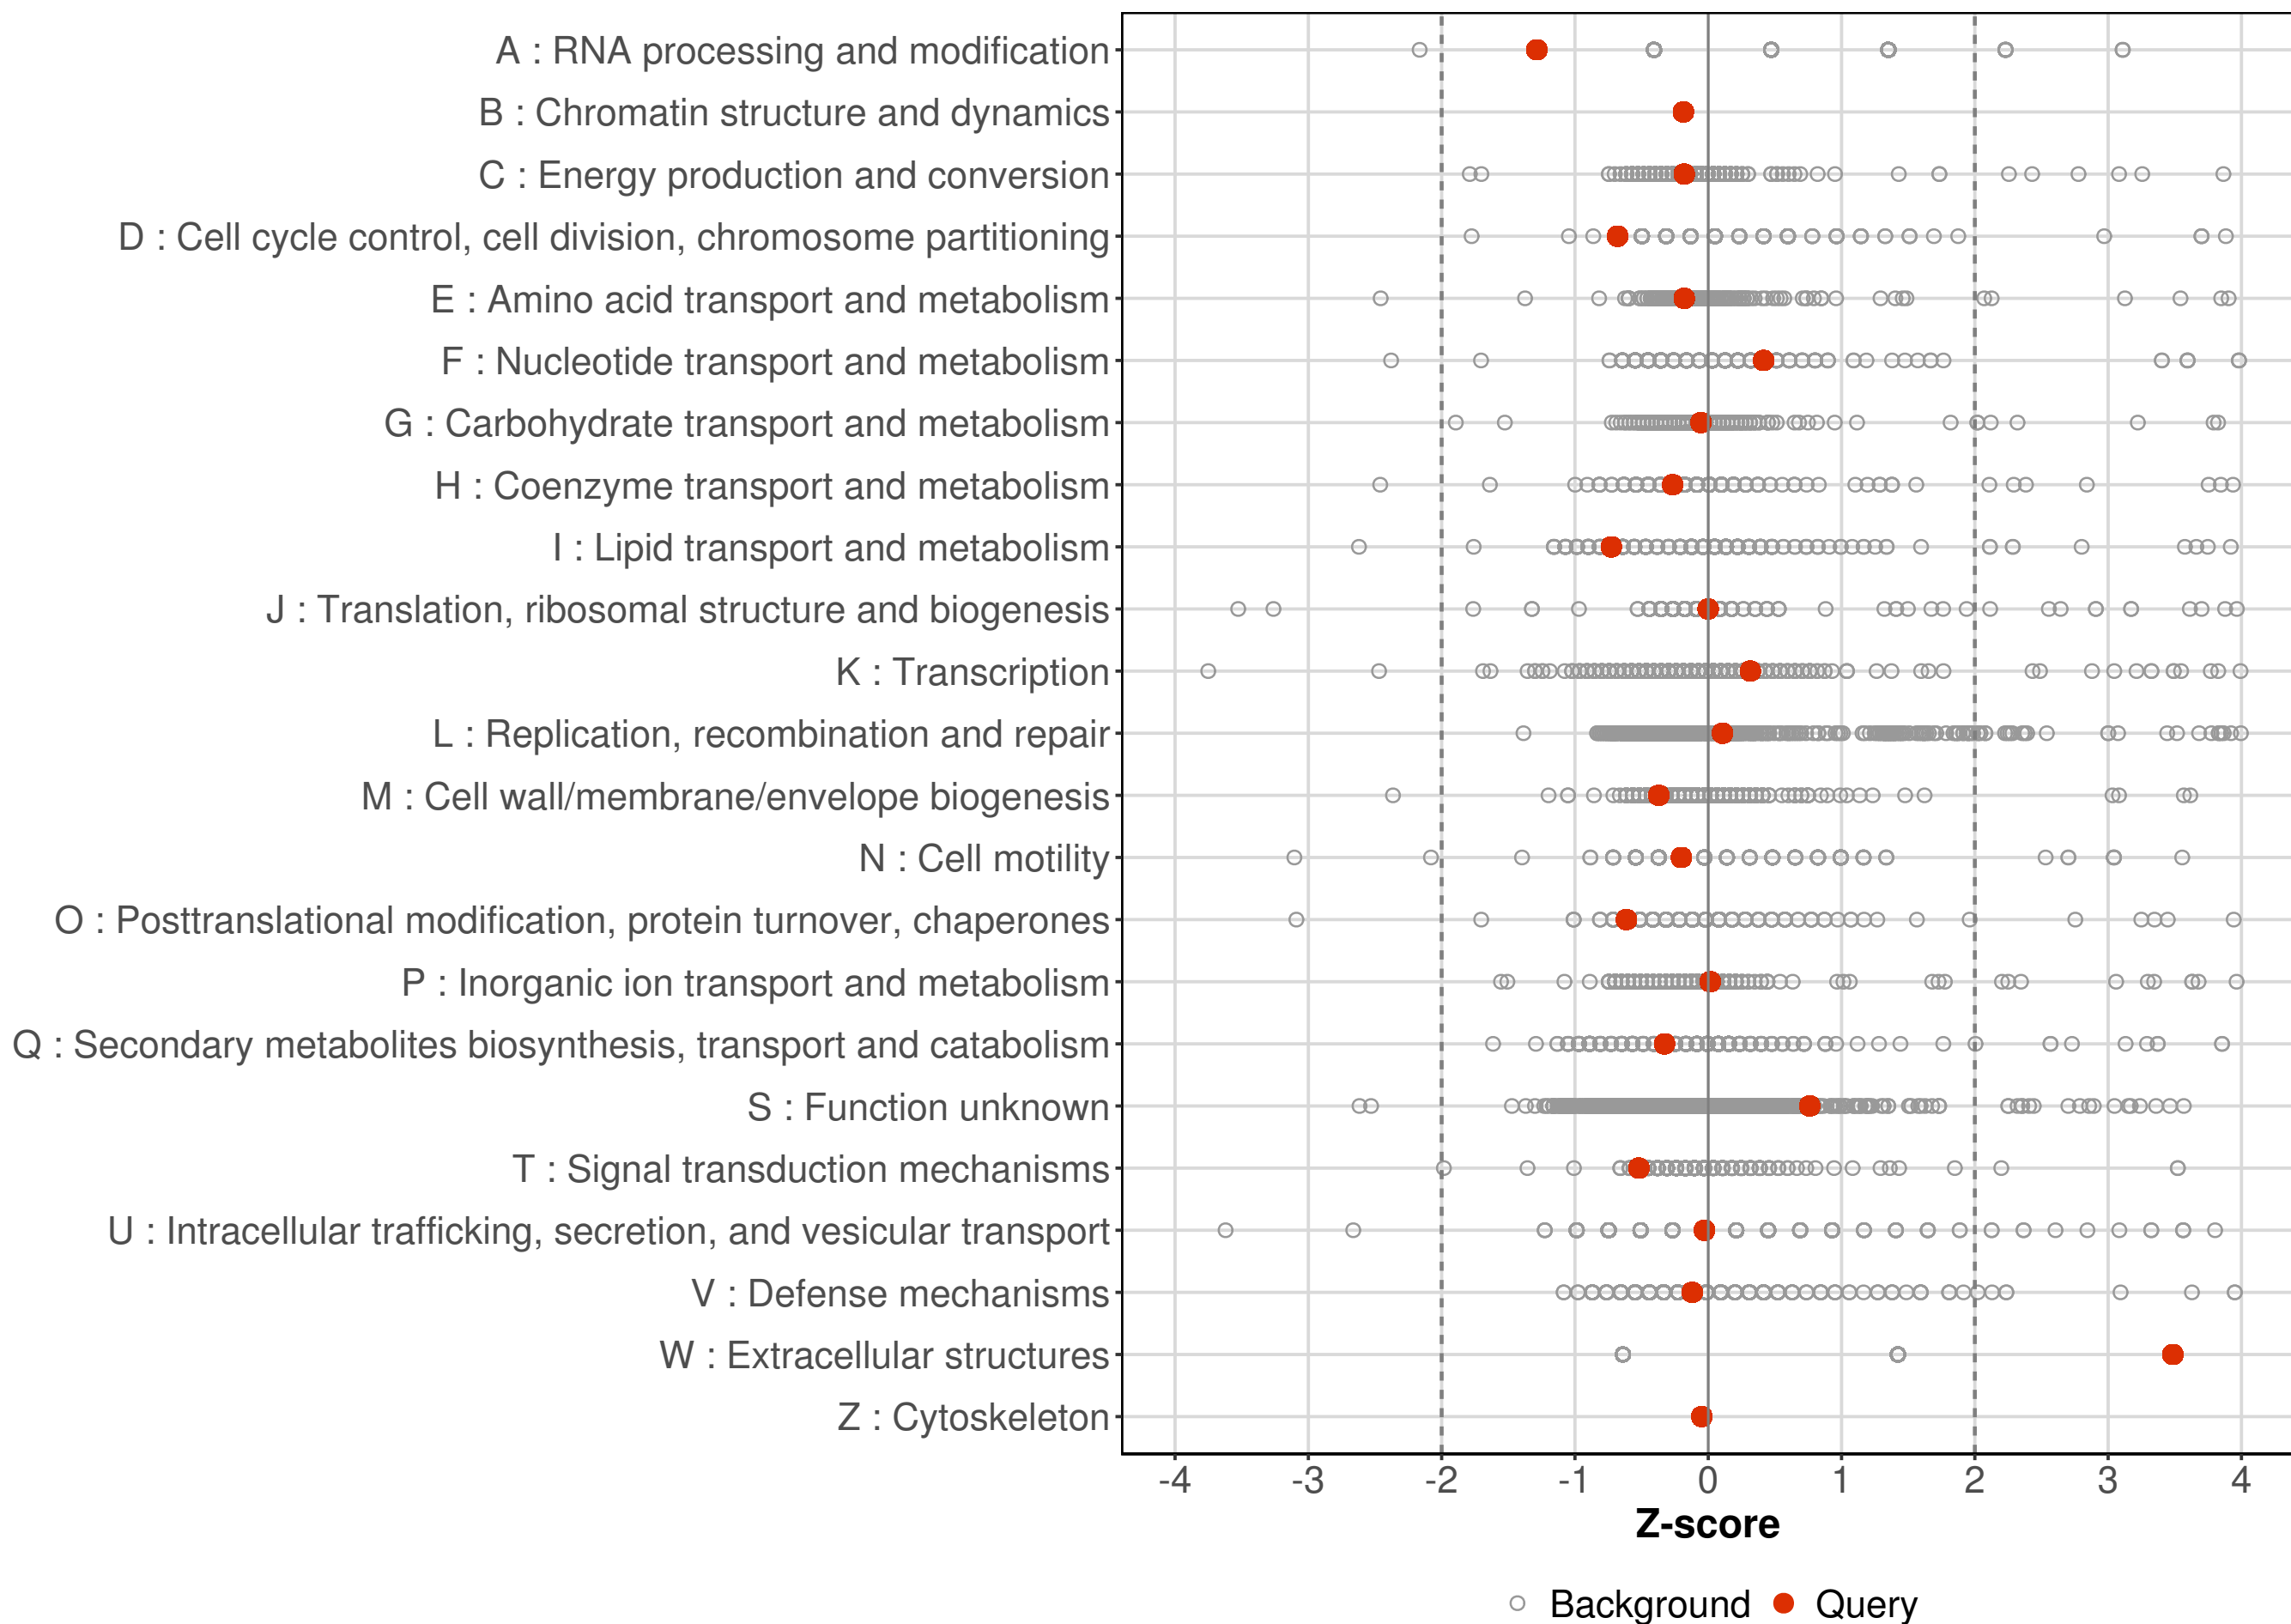 A : RNA processing and modification
B : Chromatin structure and dynamics
C : Energy production and conversion
D : Cell cycle control, cell division, chromosome partitioning
E : Amino acid transport and metabolism
F : Nucleotide transport and metabolism
G : Carbohydrate transport and metabolism
H : Coenzyme transport and metabolism
I : Lipid transport and metabolism
J : Translation, ribosomal structure and biogenesis
K : Transcription
L : Replication, recombination and repair
M : Cell wall/membrane/envelope biogenesis
N : Cell motility
O : Posttranslational modification, protein turnover, chaperones
P : Inorganic ion transport and metabolism
Q : Secondary metabolites biosynthesis, transport and catabolism
S : Function unknown
T : Signal transduction mechanisms
U : Intracellular trafficking, secretion, and vesicular transport
V : Defense mechanisms
W : Extracellular structures
Z : Cytoskeleton
-4 -3 -2 -1 0 1 2 3 4
Z-score
Background Query